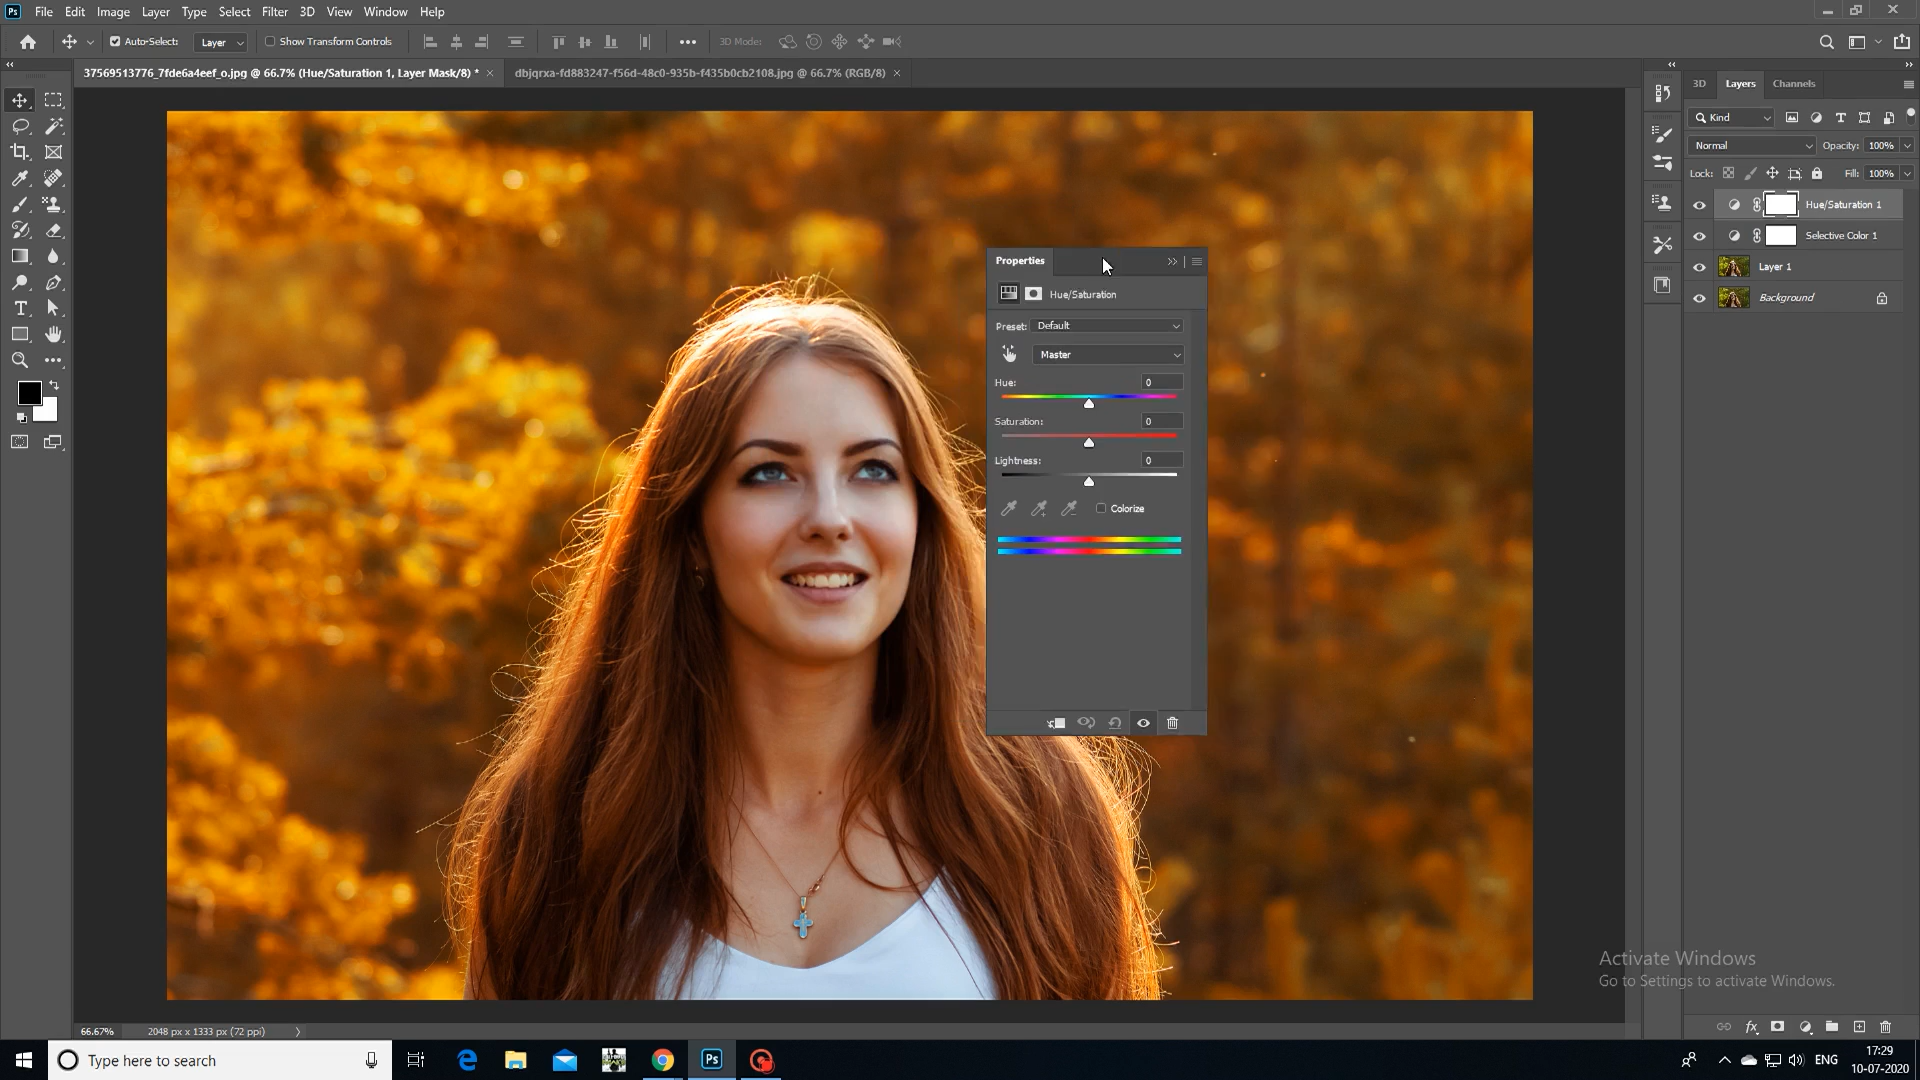 Ps File Edit Image Layer Type Select Filter 3D View Window Help
Auto-Select: Layer Show Transform Controls 3D Mode:
37569513776_7fde6a4eef_o.jpg @ 66.7% (Hue/Saturation 1, Layer Mask/8) * × dbjqrxa-fd883247-f56d-48c0-935b-f435b0cb2108.jpg @ 66.7% (RGB/8) ×
3D Layers Channels
Kind
Normal Opacity: 100%
Lock: Fill: 100%
Hue/Saturation 1
Selective Color 1
Layer 1
Background
Properties
Hue/Saturation
Preset: Default
Master
Hue: 0
Saturation: 0
Lightness: 0
Colorize
Activate Windows
Go to Settings to activate Windows.
66.67% 2048 px x 1333 px (72 ppi)
Type here to search
Ps
ENG
17:29
10-07-2020